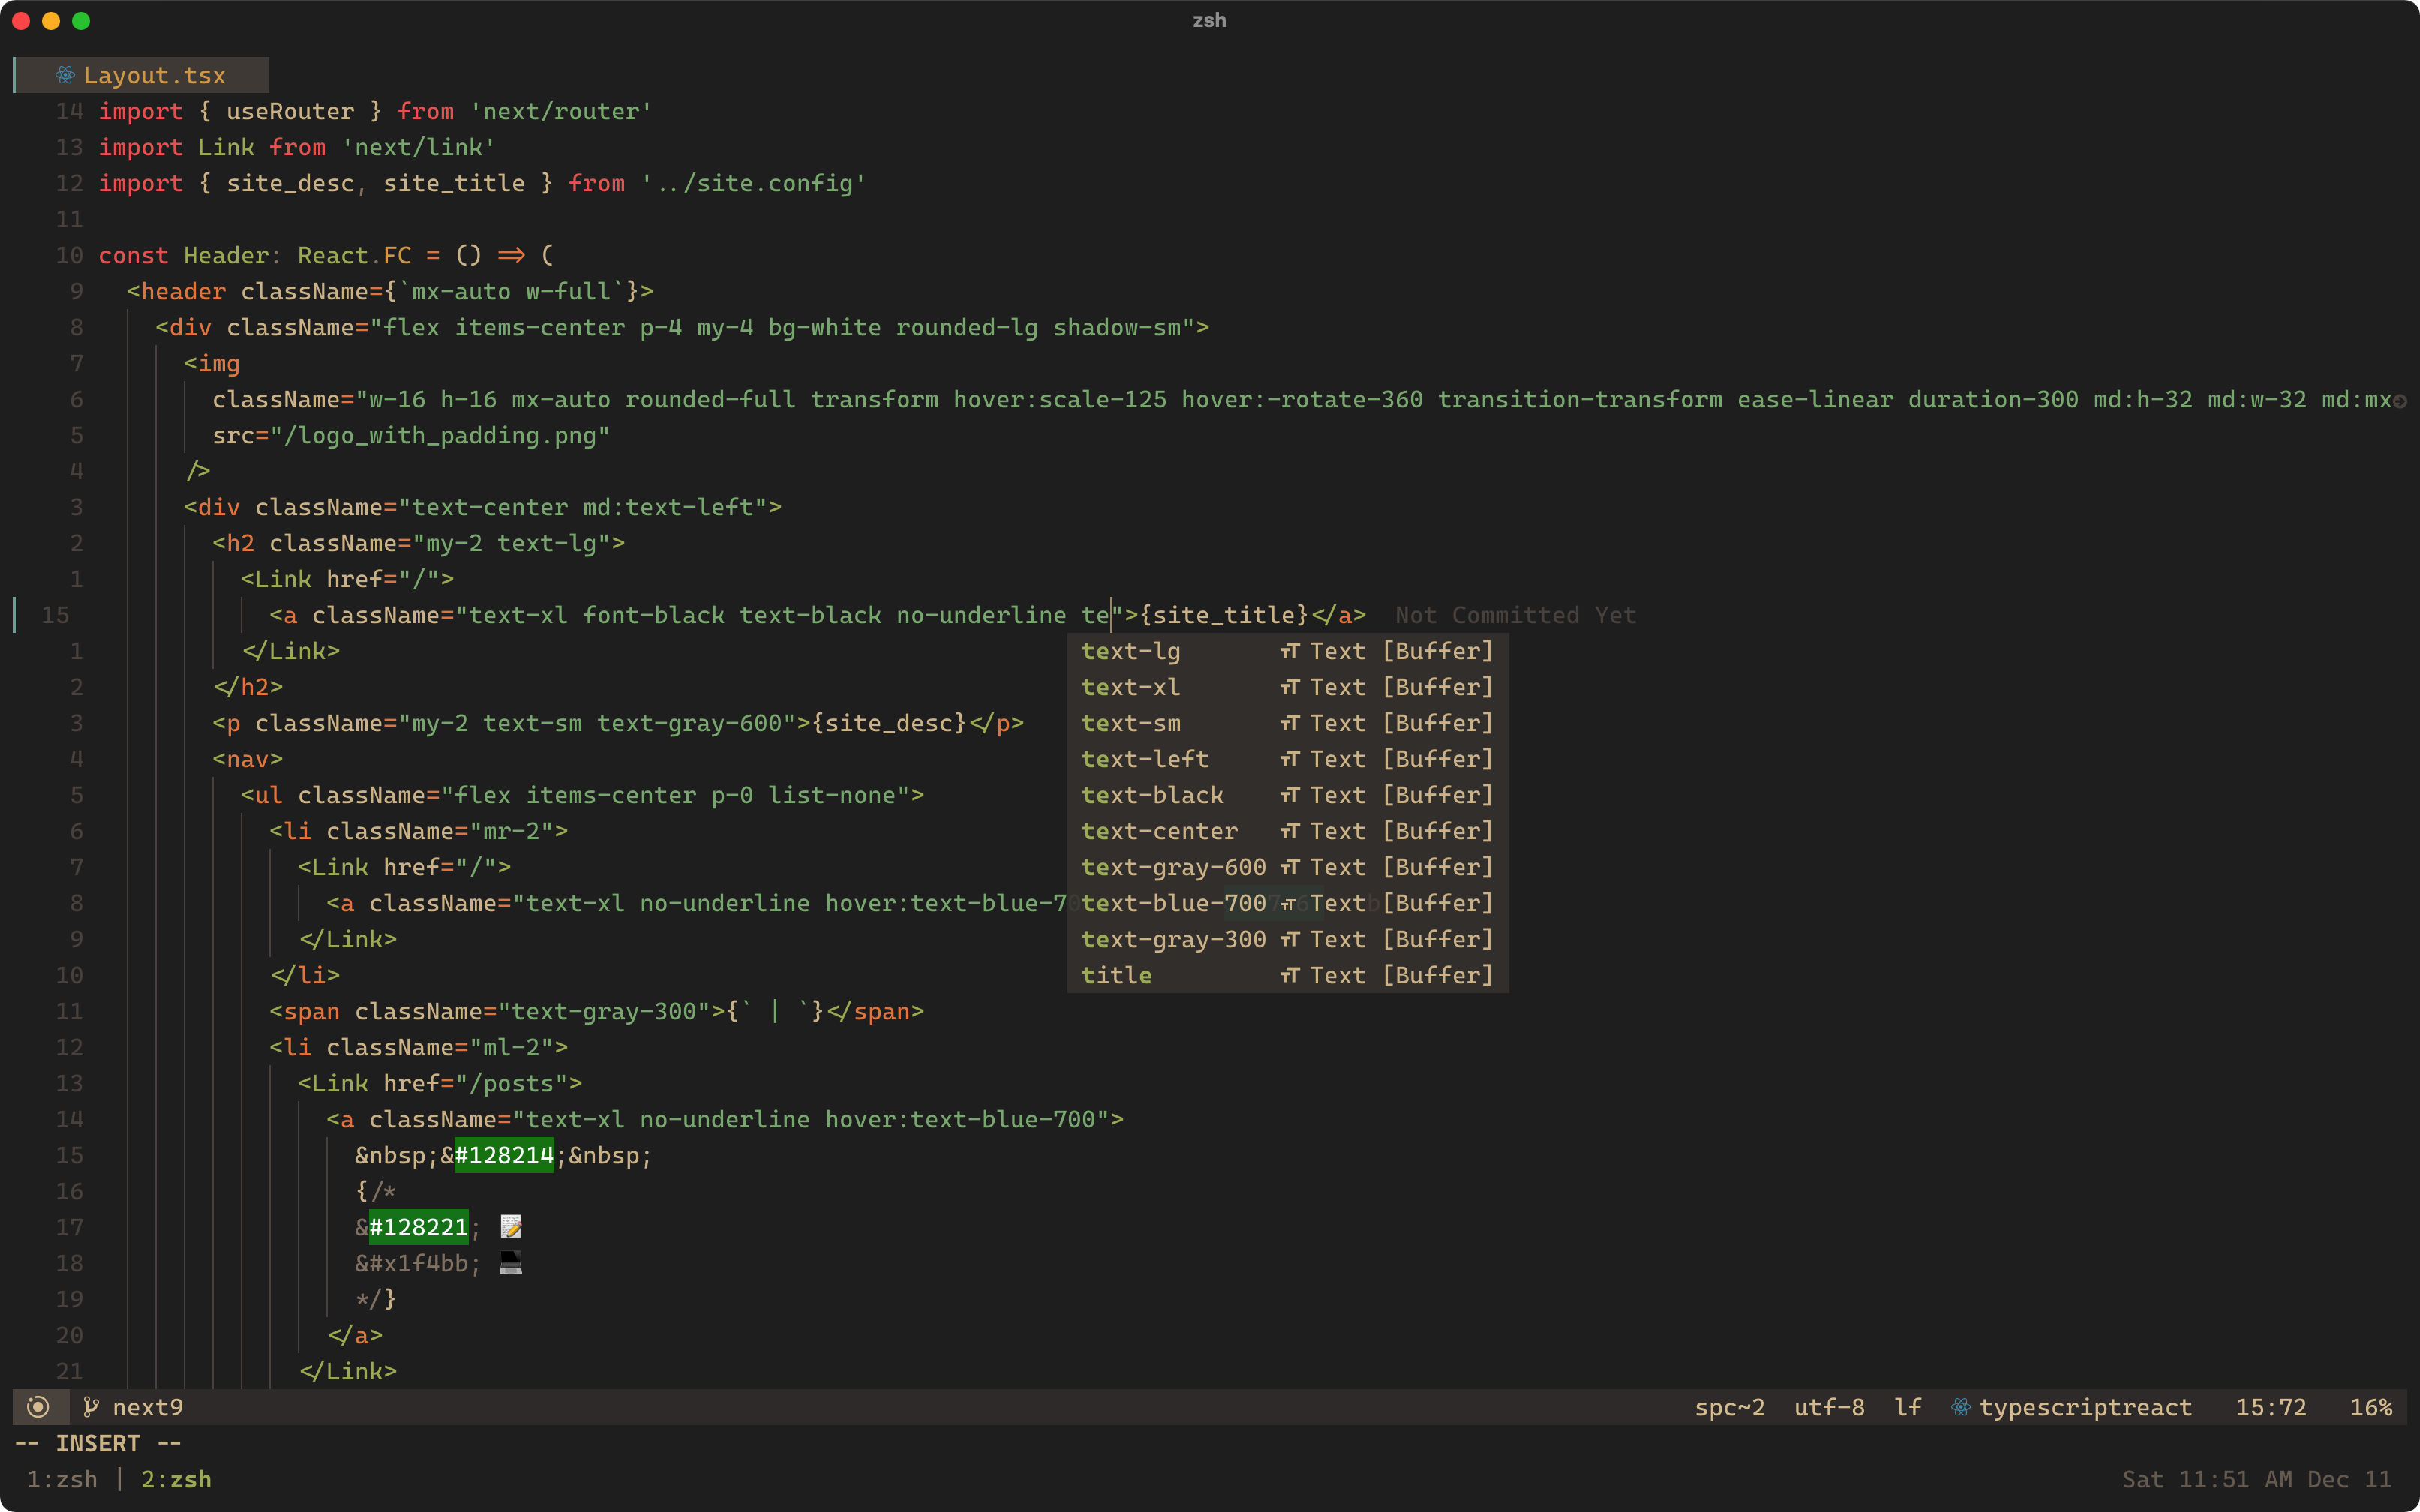 zsh
Layout.tsx
14 import { useRouter } from 'next/router'
13 import Link from 'next/link'
12 import { site_desc, site_title } from '../site.config'
11
10 const Header: React.FC = () => (
9 <header className={`mx-auto w-full`}>
8 <div className="flex items-center p-4 my-4 bg-white rounded-lg shadow-sm">
7 <img
6 className="w-16 h-16 mx-auto rounded-full transform hover:scale-125 hover:-rotate-360 transition-transform ease-linear duration-300 md:h-32 md:w-32 md:mx
5 src="/logo_with_padding.png"
4 />
3 <div className="text-center md:text-left">
2 <h2 className="my-2 text-lg">
1 <Link href="/">
15 <a className="text-xl font-black text-black no-underline te">{site_title}</a> Not Committed Yet
1 </Link> text-lg Text [Buffer]
2 </h2> text-xl Text [Buffer]
3 <p className="my-2 text-sm text-gray-600">{site_desc}</p> text-sm Text [Buffer]
4 <nav> text-left Text [Buffer]
5 <ul className="flex items-center p-0 list-none"> text-black Text [Buffer]
6 <li className="mr-2"> text-center Text [Buffer]
7 <Link href="/"> text-gray-600 Text [Buffer]
8 <a className="text-xl no-underline hover:text-blue-7 text-blue-700 Text [Buffer]
9 </Link> text-gray-300 Text [Buffer]
10 </li> title Text [Buffer]
11 <span className="text-gray-300">{` | `}</span>
12 <li className="ml-2">
13 <Link href="/posts">
14 <a className="text-xl no-underline hover:text-blue-700">
15 &nbsp;&#128214;&nbsp;
16 {/*
17 &#128221; 📝
18 &#x1f4bb; 💻
19 */}
20 </a>
21 </Link>
next9 spc~2 utf-8 lf typescriptreact 15:72 16%
-- INSERT --
1:zsh | 2:zsh Sat 11:51 AM Dec 11